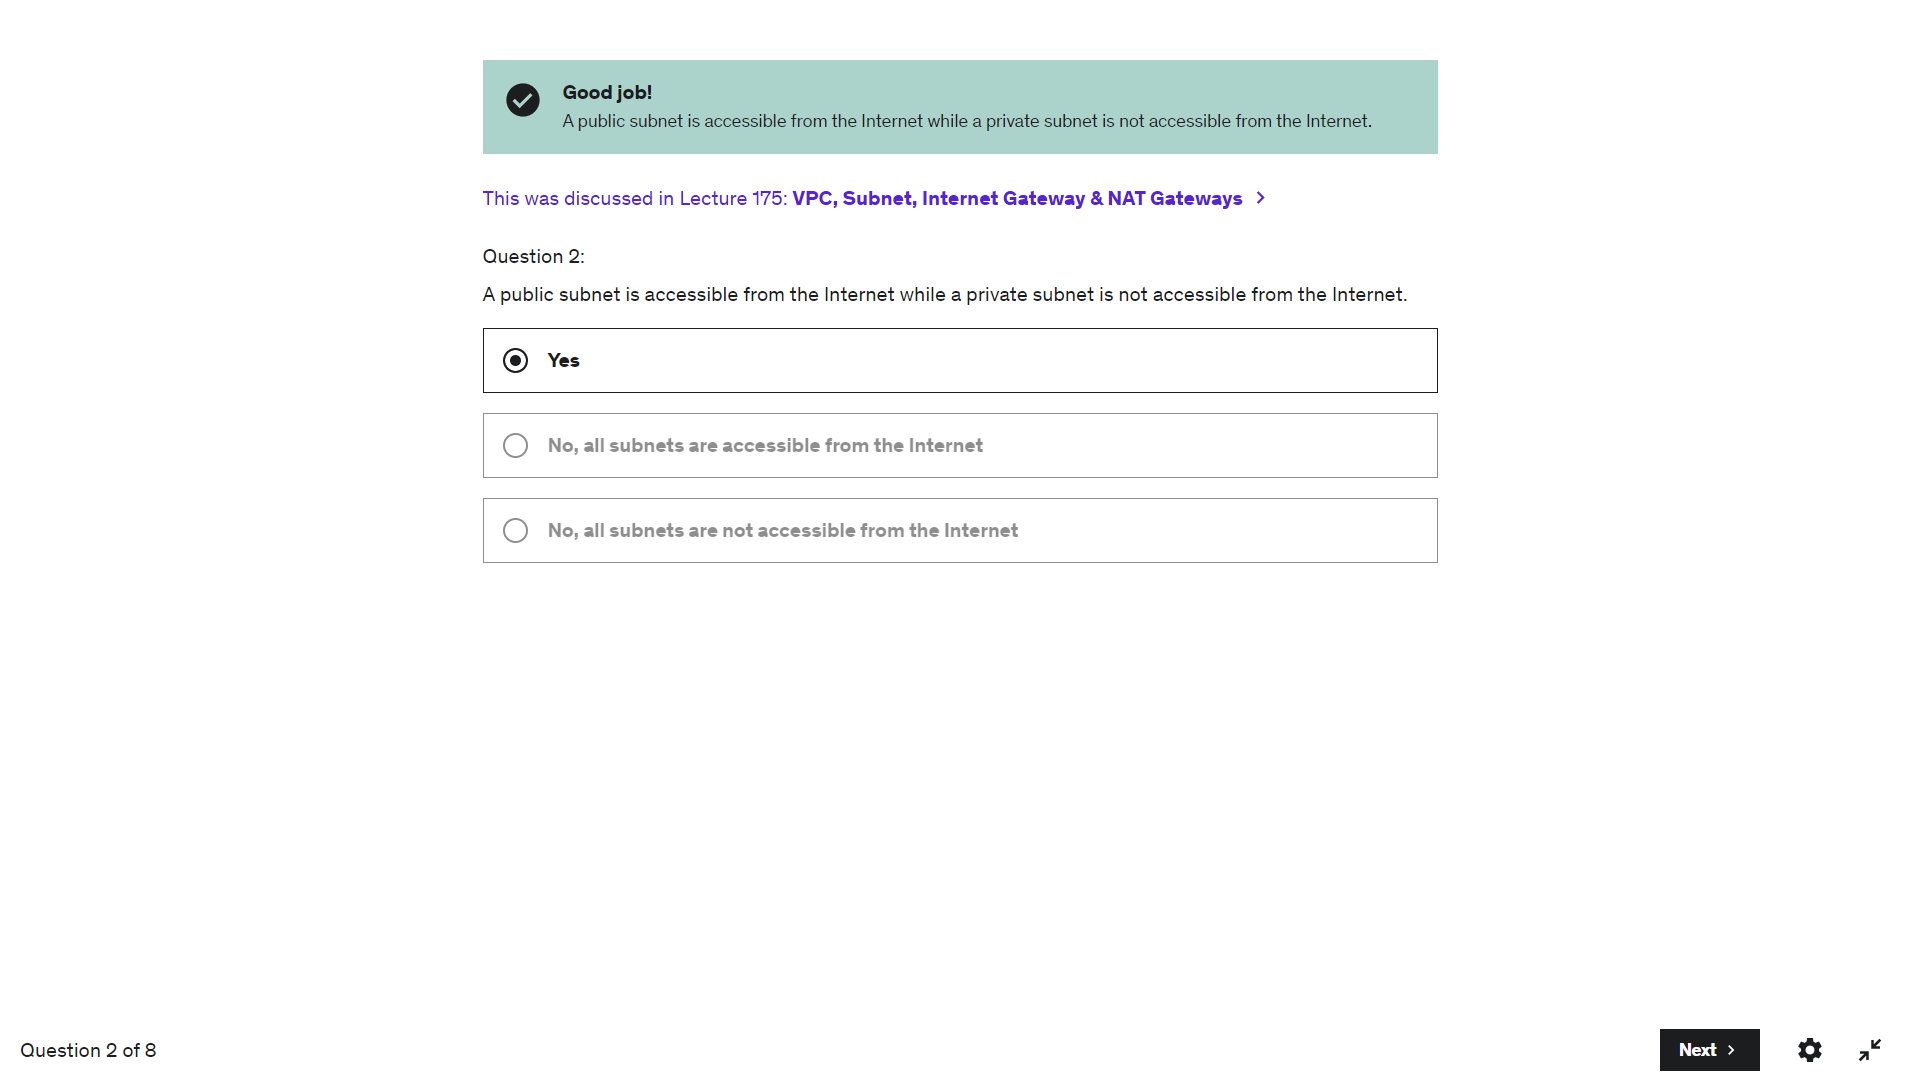 Good job!
A public subnet is accessible from the Internet while a private subnet is not accessible from the Internet.
This was discussed in Lecture 175: VPC, Subnet, Internet Gateway & NAT Gateways
Question 2:
A public subnet is accessible from the Internet while a private subnet is not accessible from the Internet.
Yes
No, all subnets are accessible from the Internet
No, all subnets are not accessible from the Internet
Question 2 of 8
Next